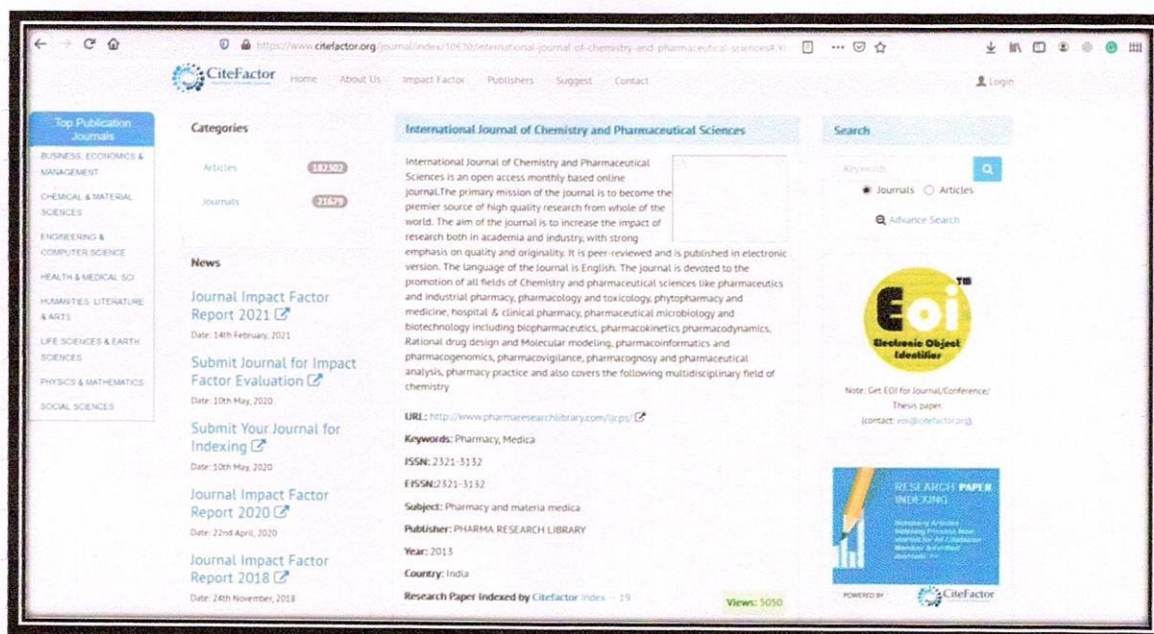 https://www.citefactor.org/journal/index/10630/international-journal-of-chemistry-and-pharmaceutical-sciences#.Yl
CiteFactor
Home About Us Impact Factor Publishers Suggest Contact
Login
Top Publication
Journals
BUSINESS, ECONOMICS &
MANAGEMENT
CHEMICAL & MATERIAL
SCIENCES
ENGINEERING &
COMPUTER SCIENCE
HEALTH & MEDICAL SCI
HUMANITIES, LITERATURE
& ARTS
LIFE SCIENCES & EARTH
SCIENCES
PHYSICS & MATHEMATICS
SOCIAL SCIENCES
Categories
Articles 182302
Journals 21679
News
Journal Impact Factor
Report 2021
Date: 14th February, 2021
Submit Journal for Impact
Factor Evaluation
Date: 10th May, 2020
Submit Your Journal for
Indexing
Date: 10th May, 2020
Journal Impact Factor
Report 2020
Date: 22nd April, 2020
Journal Impact Factor
Report 2018
Date: 24th November, 2018
International Journal of Chemistry and Pharmaceutical Sciences
International Journal of Chemistry and Pharmaceutical
Sciences is an open access monthly based online
journal.The primary mission of the journal is to become the
premier source of high quality research from whole of the
world. The aim of the journal is to increase the impact of
research both in academia and industry, with strong
emphasis on quality and originality. It is peer-reviewed and is published in electronic
version. The language of the Journal is English. The journal is devoted to the
promotion of all fields of Chemistry and pharmaceutical sciences like pharmaceutics
and industrial pharmacy, pharmacology and toxicology, phytopharmacy and
medicine, hospital & clinical pharmacy, pharmaceutical microbiology and
biotechnology including biopharmaceutics, pharmacokinetics pharmacodynamics,
Rational drug design and Molecular modeling, pharmacoinformatics and
pharmacogenomics, pharmacovigilance, pharmacognosy and pharmaceutical
analysis, pharmacy practice and also covers the following multidisciplinary field of
chemistry
URL: http://www.pharmaresearchlibrary.com/ijcps/
Keywords: Pharmacy, Medica
ISSN: 2321-3132
EISSN:2321-3132
Subject: Pharmacy and materia medica
Publisher: PHARMA RESEARCH LIBRARY
Year: 2013
Country: India
Research Paper Indexed by Citefactor Index -- 19
Views: 5050
Search
Keywords
Journals Articles
Advance Search
Eoi TM
Electronic Object
Identifier
Note: Get EOI for Journal/Conference/
Thesis paper.
(contact: eoi@citefactor.org)
RESEARCH PAPER
INDEXING
POWERED BY CiteFactor